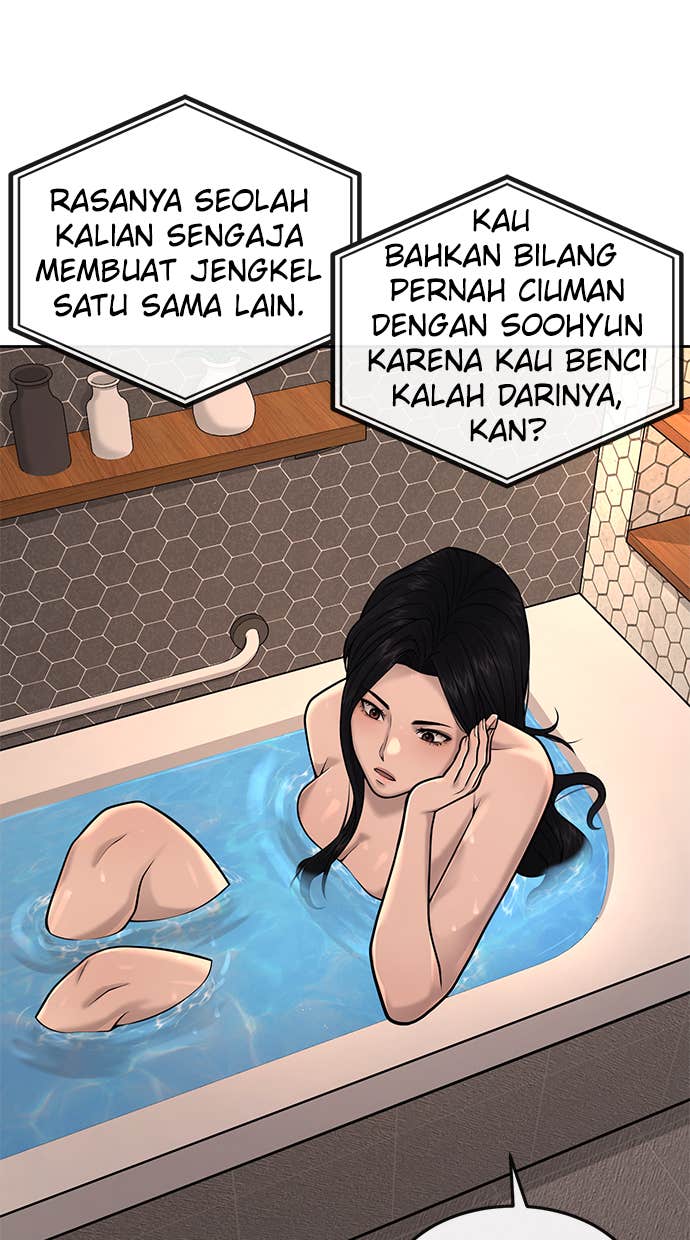 RASANYA SEOLAH
KALIAN SENGAJA
MEMBUAT JENGKEL
SATU SAMA LAIN.
KAU
BAHKAN BILANG
PERNAH CIUMAN
DENGAN SOOHYUN
KARENA KAU BENCI
KALAH DARINYA,
KAN?